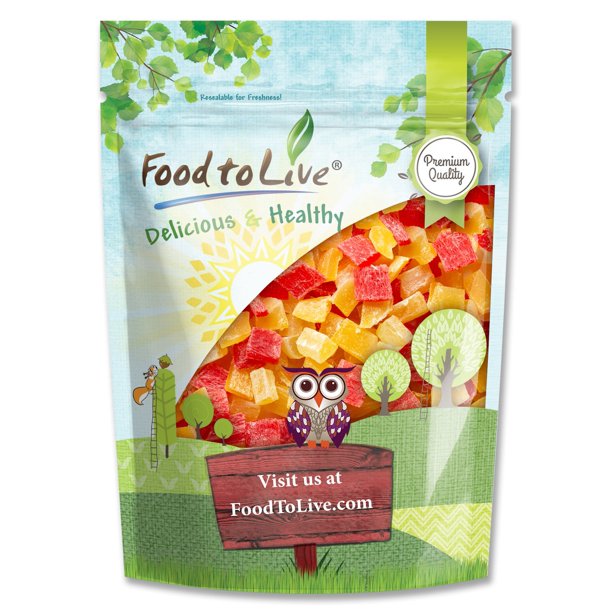 Resealable for Freshness!
Food to Live®
Delicious & Healthy
Premium
Quality
Visit us at
FoodToLive.com